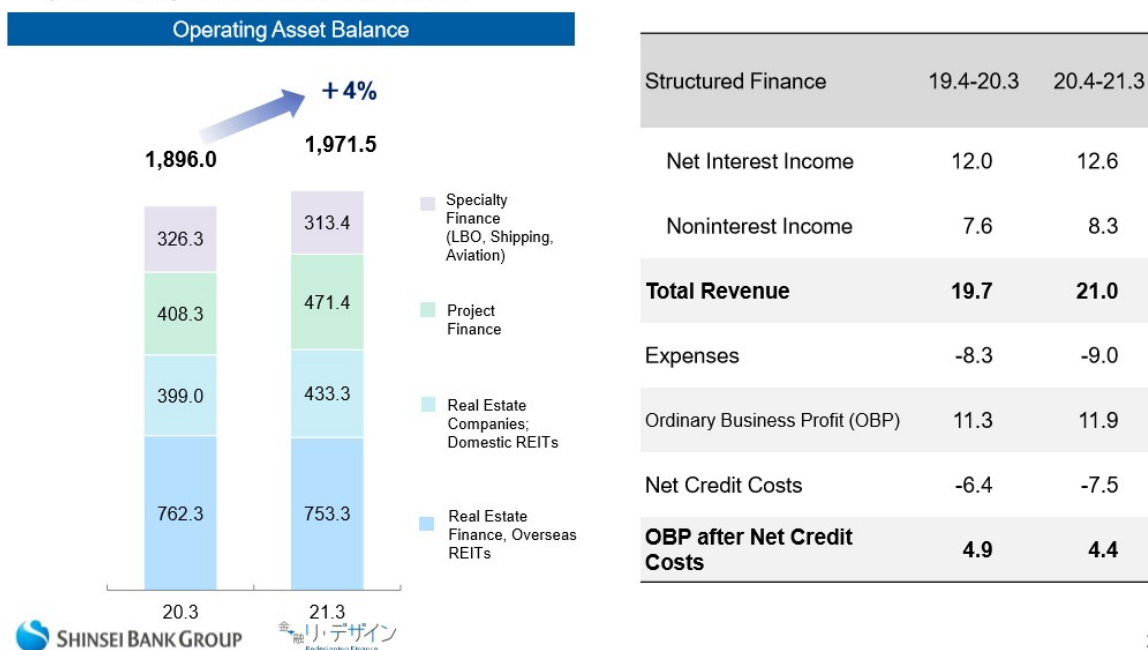 Operating Asset Balance
+4%
1,896.0
1,971.5
326.3
313.4
408.3
471.4
399.0
433.3
762.3
753.3
20.3
21.3
Specialty
Finance
(LBO, Shipping,
Aviation)
Project
Finance
Real Estate
Companies;
Domestic REITs
Real Estate
Finance, Overseas
REITs
SHINSEI BANK GROUP
金融リ・デザイン
Redesigning Finance
Structured Finance 19.4-20.3 20.4-21.3
Net Interest Income 12.0 12.6
Noninterest Income 7.6 8.3
Total Revenue 19.7 21.0
Expenses -8.3 -9.0
Ordinary Business Profit (OBP) 11.3 11.9
Net Credit Costs -6.4 -7.5
OBP after Net Credit
Costs 4.9 4.4